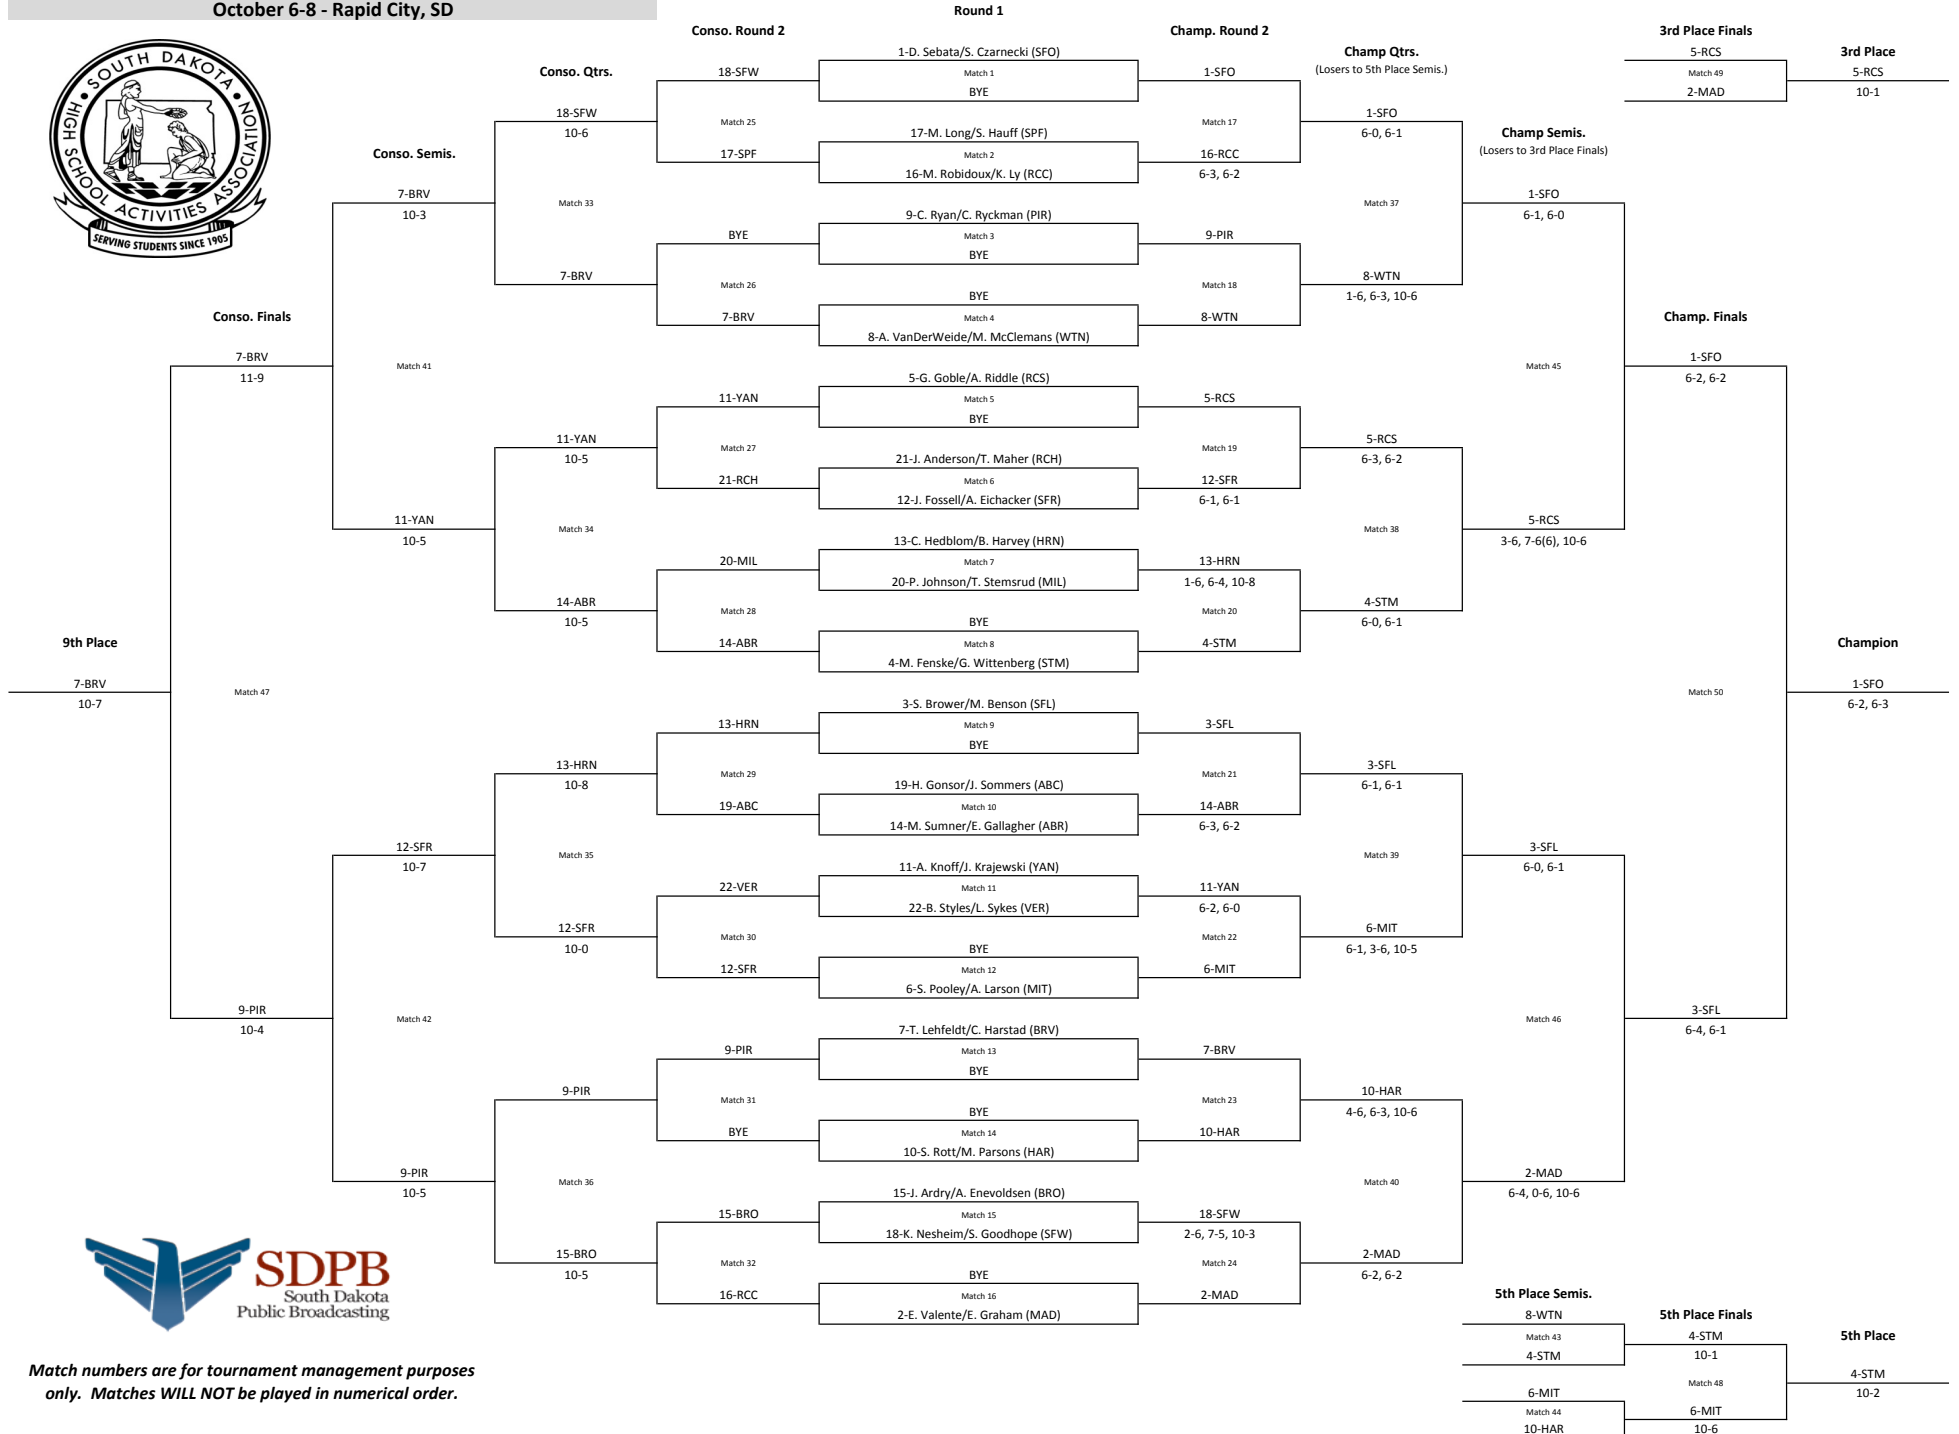 October 6-8 - Rapid City, SD
SOUTH DAKOTA
HIGH SCHOOL ACTIVITIES ASSOCIATION
SERVING STUDENTS SINCE 1905
Round 1
Conso. Round 2
Champ. Round 2
3rd Place Finals
Conso. Qtrs.
Champ Qtrs.
(Losers to 5th Place Semis.)
3rd Place
1-D. Sebata/S. Czarnecki (SFO)
5-RCS
18-SFW
Match 1
1-SFO
Match 49
5-RCS
BYE
2-MAD
10-1
18-SFW
10-6
Match 25
17-M. Long/S. Hauff (SPF)
Match 17
1-SFO
6-0, 6-1
Champ Semis.
(Losers to 3rd Place Finals)
Conso. Semis.
17-SPF
Match 2
16-RCC
16-M. Robidoux/K. Ly (RCC)
6-3, 6-2
7-BRV
10-3
Match 33
Match 37
1-SFO
6-1, 6-0
9-C. Ryan/C. Ryckman (PIR)
BYE
Match 3
9-PIR
BYE
7-BRV
Match 26
BYE
Match 18
8-WTN
1-6, 6-3, 10-6
Conso. Finals
7-BRV
Match 4
8-WTN
Champ. Finals
8-A. VanDerWeide/M. McClemans (WTN)
7-BRV
11-9
Match 41
Match 45
1-SFO
6-2, 6-2
5-G. Goble/A. Riddle (RCS)
11-YAN
Match 5
5-RCS
BYE
11-YAN
10-5
Match 27
21-J. Anderson/T. Maher (RCH)
Match 19
5-RCS
6-3, 6-2
21-RCH
Match 6
12-SFR
12-J. Fossell/A. Eichacker (SFR)
6-1, 6-1
11-YAN
10-5
Match 34
Match 38
5-RCS
3-6, 7-6(6), 10-6
13-C. Hedblom/B. Harvey (HRN)
20-MIL
Match 7
13-HRN
20-P. Johnson/T. Stemsrud (MIL)
1-6, 6-4, 10-8
14-ABR
10-5
Match 28
BYE
Match 20
4-STM
6-0, 6-1
9th Place
14-ABR
Match 8
4-STM
Champion
4-M. Fenske/G. Wittenberg (STM)
7-BRV
10-7
Match 47
Match 50
1-SFO
6-2, 6-3
3-S. Brower/M. Benson (SFL)
13-HRN
Match 9
3-SFL
BYE
13-HRN
10-8
Match 29
19-H. Gonsor/J. Sommers (ABC)
Match 21
3-SFL
6-1, 6-1
19-ABC
Match 10
14-ABR
14-M. Sumner/E. Gallagher (ABR)
6-3, 6-2
12-SFR
10-7
Match 35
Match 39
3-SFL
6-0, 6-1
11-A. Knoff/J. Krajewski (YAN)
22-VER
Match 11
11-YAN
22-B. Styles/L. Sykes (VER)
6-2, 6-0
12-SFR
10-0
Match 30
BYE
Match 22
6-MIT
6-1, 3-6, 10-5
12-SFR
Match 12
6-MIT
6-S. Pooley/A. Larson (MIT)
9-PIR
10-4
Match 42
Match 46
3-SFL
6-4, 6-1
7-T. Lehfeldt/C. Harstad (BRV)
9-PIR
Match 13
7-BRV
BYE
9-PIR
Match 31
BYE
Match 23
10-HAR
4-6, 6-3, 10-6
BYE
Match 14
10-HAR
10-S. Rott/M. Parsons (HAR)
9-PIR
10-5
Match 36
Match 40
2-MAD
6-4, 0-6, 10-6
15-J. Ardry/A. Enevoldsen (BRO)
15-BRO
Match 15
18-SFW
18-K. Nesheim/S. Goodhope (SFW)
2-6, 7-5, 10-3
15-BRO
10-5
Match 32
BYE
Match 24
2-MAD
6-2, 6-2
16-RCC
Match 16
2-MAD
2-E. Valente/E. Graham (MAD)
SDPB
South Dakota
Public Broadcasting
5th Place Semis.
8-WTN
5th Place Finals
Match 43
4-STM
5th Place
4-STM
10-1
Match 48
4-STM
10-2
6-MIT
Match 44
6-MIT
10-HAR
10-6
Match numbers are for tournament management purposes
only. Matches WILL NOT be played in numerical order.